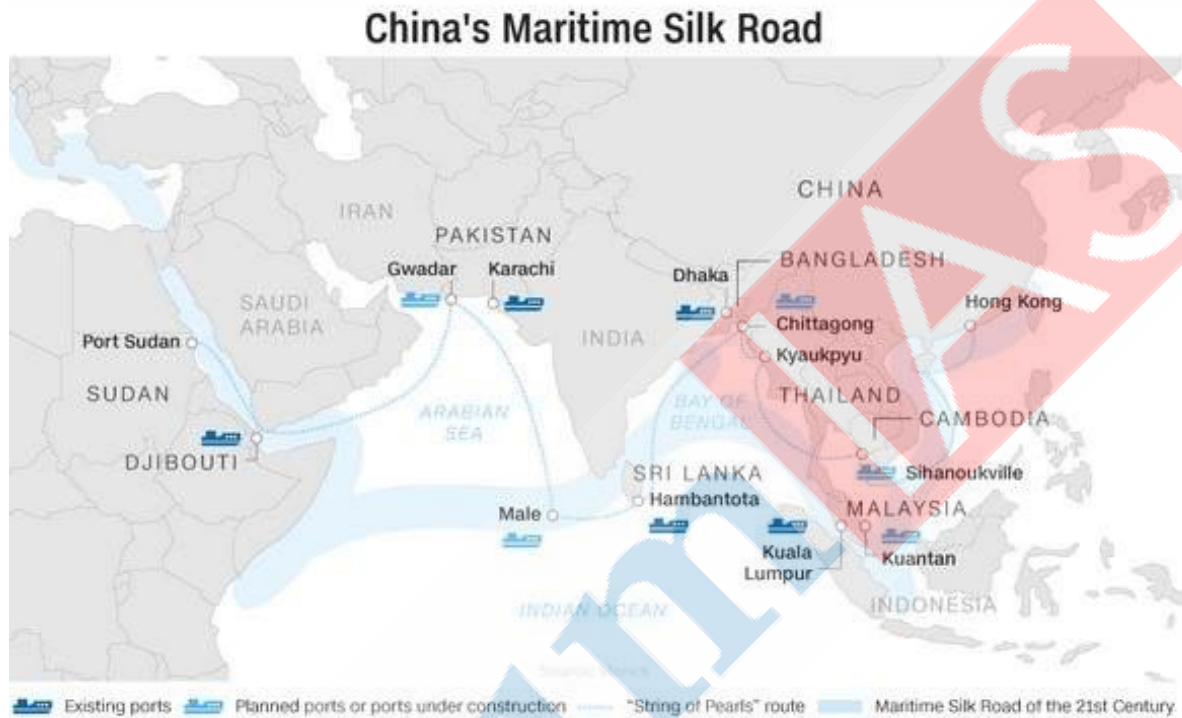 China's Maritime Silk Road
CHINA
IRAN
PAKISTAN
BANGLADESH
Gwadar
Karachi
Dhaka
SAUDI
ARABIA
Hong Kong
INDIA
Chittagong
Port Sudan
Kyaukpyu
SUDAN
THAILAND
ARABIAN
SEA
BAY OF
BENGAL
CAMBODIA
DJIBOUTI
SRI LANKA
Sihanoukville
Hambantota
Male
MALAYSIA
Kuala
Lumpur
Kuantan
INDIAN OCEAN
INDONESIA
IAS
Existing ports
Planned ports or ports under construction
"String of Pearls" route
Maritime Silk Road of the 21st Century